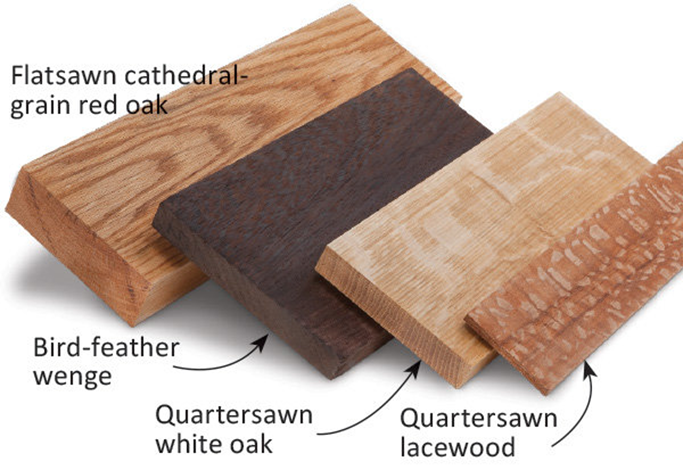 Flatsawn cathedral-
grain red oak
Bird-feather
wenge
Quartersawn
white oak
Quartersawn
lacewood